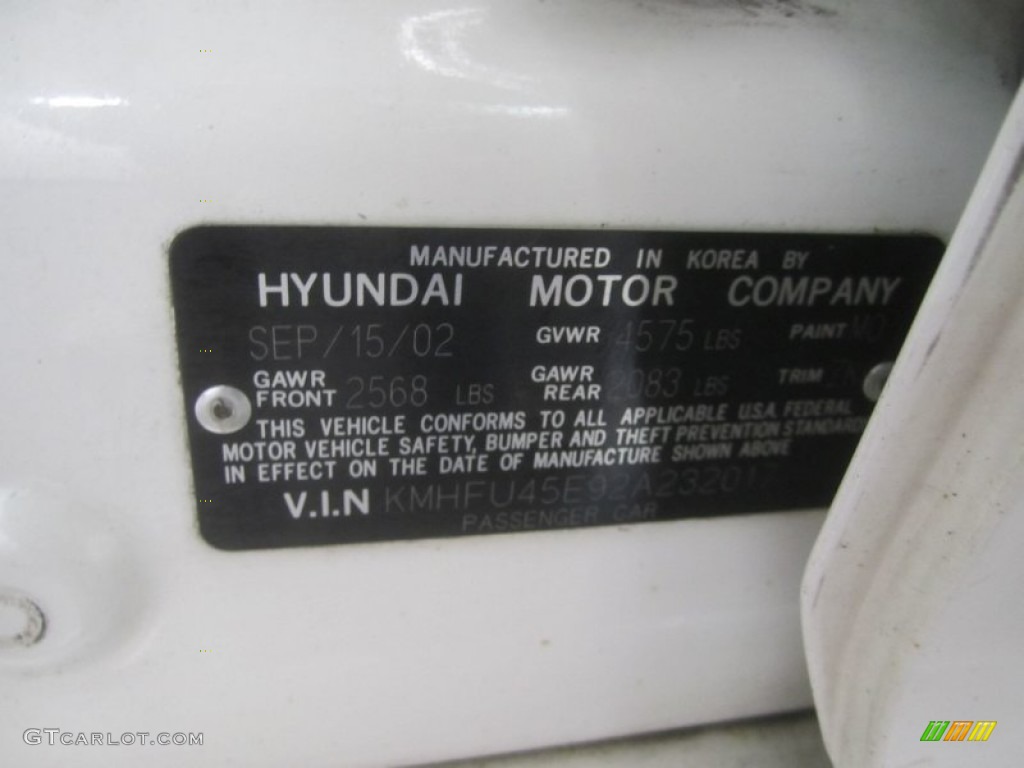 MANUFACTURED IN KOREA BY
HYUNDAI MOTOR COMPANY
SEP/15/02 GVWR 4575 LBS PAINT
GAWR FRONT 2568 LBS GAWR REAR 2083 LBS TRIM
THIS VEHICLE CONFORMS TO ALL APPLICABLE U.S.A. FEDERAL
MOTOR VEHICLE SAFETY, BUMPER AND THEFT PREVENTION STANDARD
IN EFFECT ON THE DATE OF MANUFACTURE SHOWN ABOVE
V.I.N KMHFU45E92A232017
PASSENGER CAR
GTCARLOT.COM